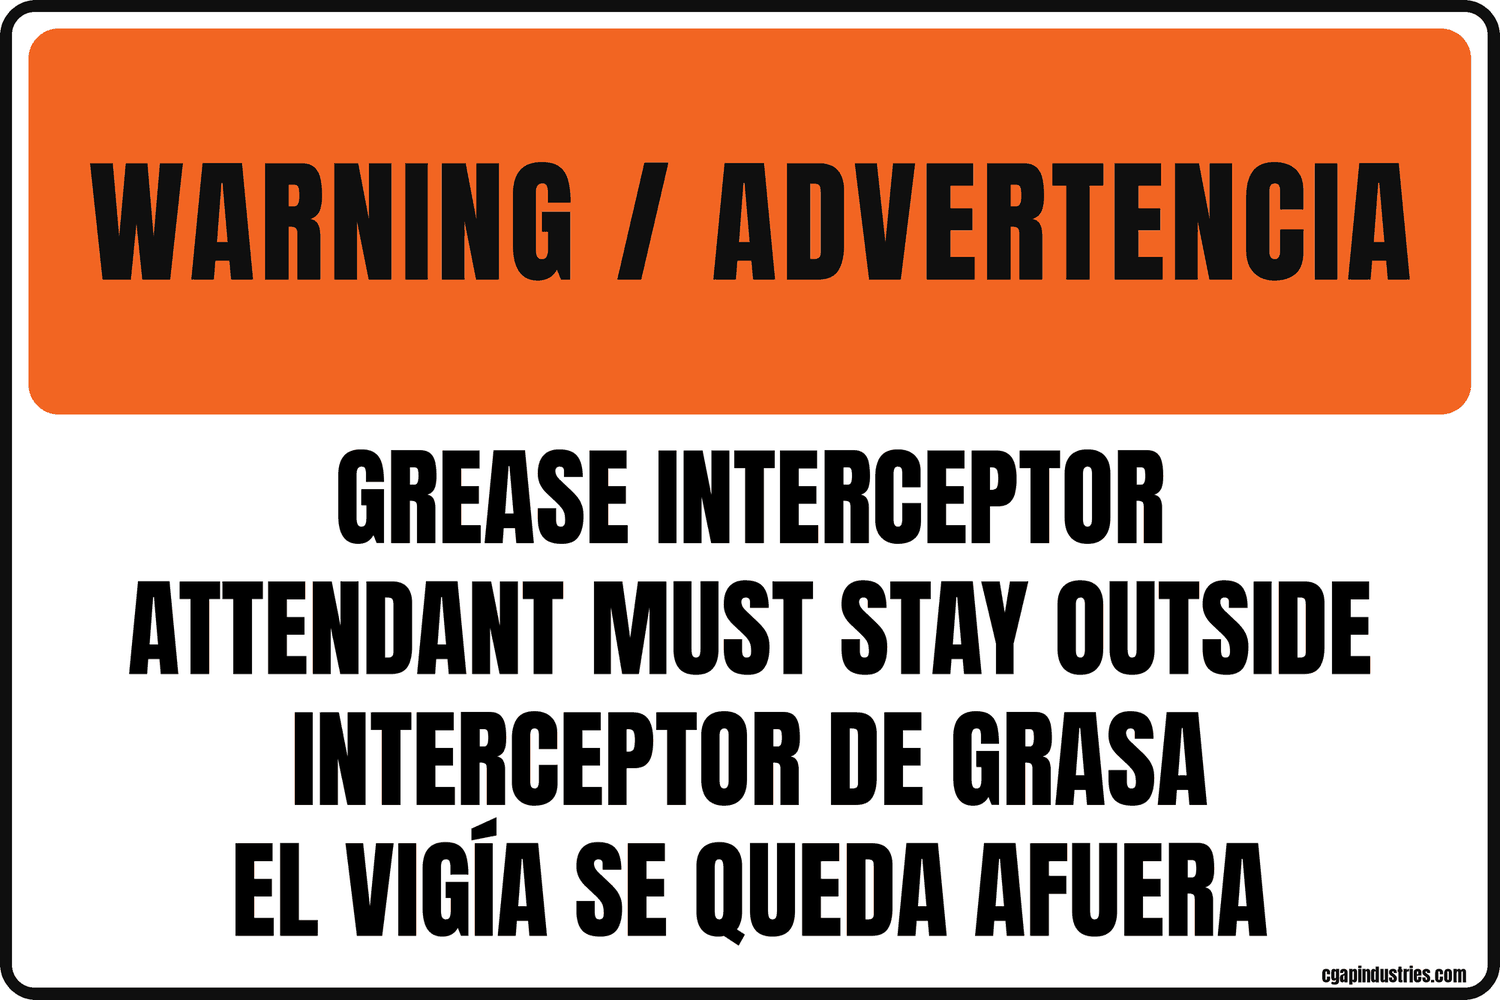 WARNING / ADVERTENCIA
GREASE INTERCEPTOR
ATTENDANT MUST STAY OUTSIDE
INTERCEPTOR DE GRASA
EL VIGÍA SE QUEDA AFUERA
cgapindustries.com